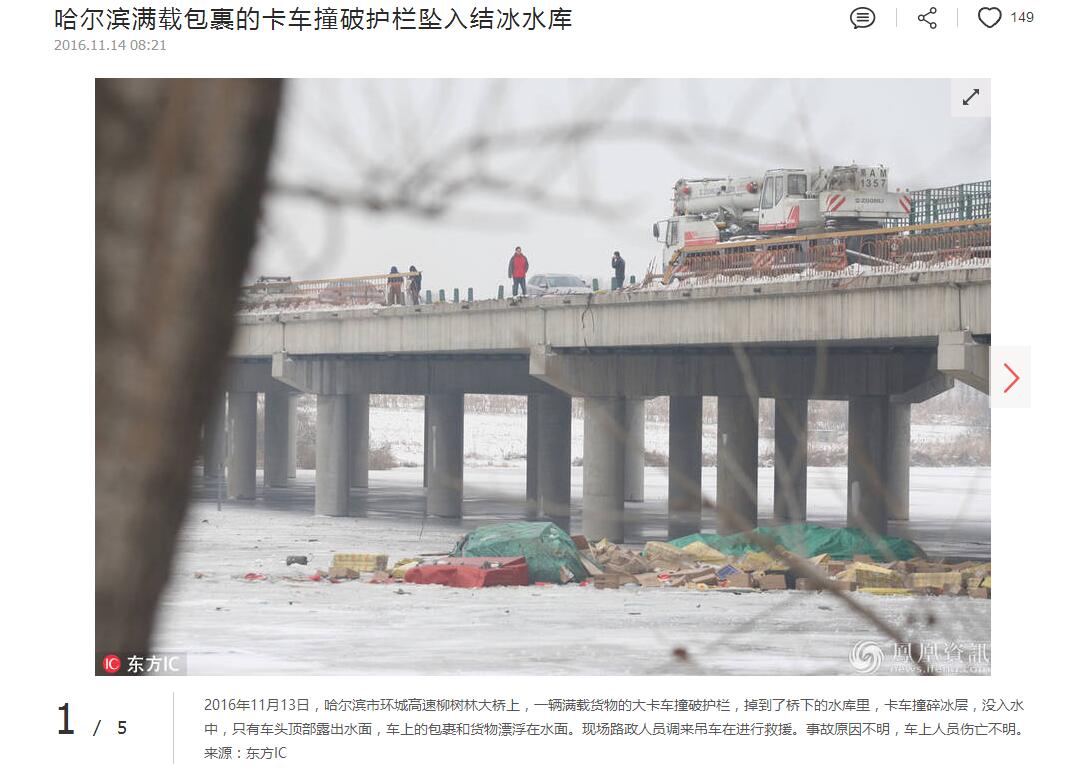 哈尔滨满载包裹的卡车撞破护栏坠入结冰水库
149
2016.11.14 08:21
1357
ZOOMLION
IC 东方IC
凤凰资讯
news.ifeng.com
1 / 5
2016年11月13日，哈尔滨市环城高速柳树林大桥上，一辆满载货物的大卡车撞破护栏，掉到了桥下的水库里，卡车撞碎冰层，没入水
中，只有车头顶部露出水面，车上的包裹和货物漂浮在水面。现场路政人员调来吊车在进行救援。事故原因不明，车上人员伤亡不明。
来源：东方IC